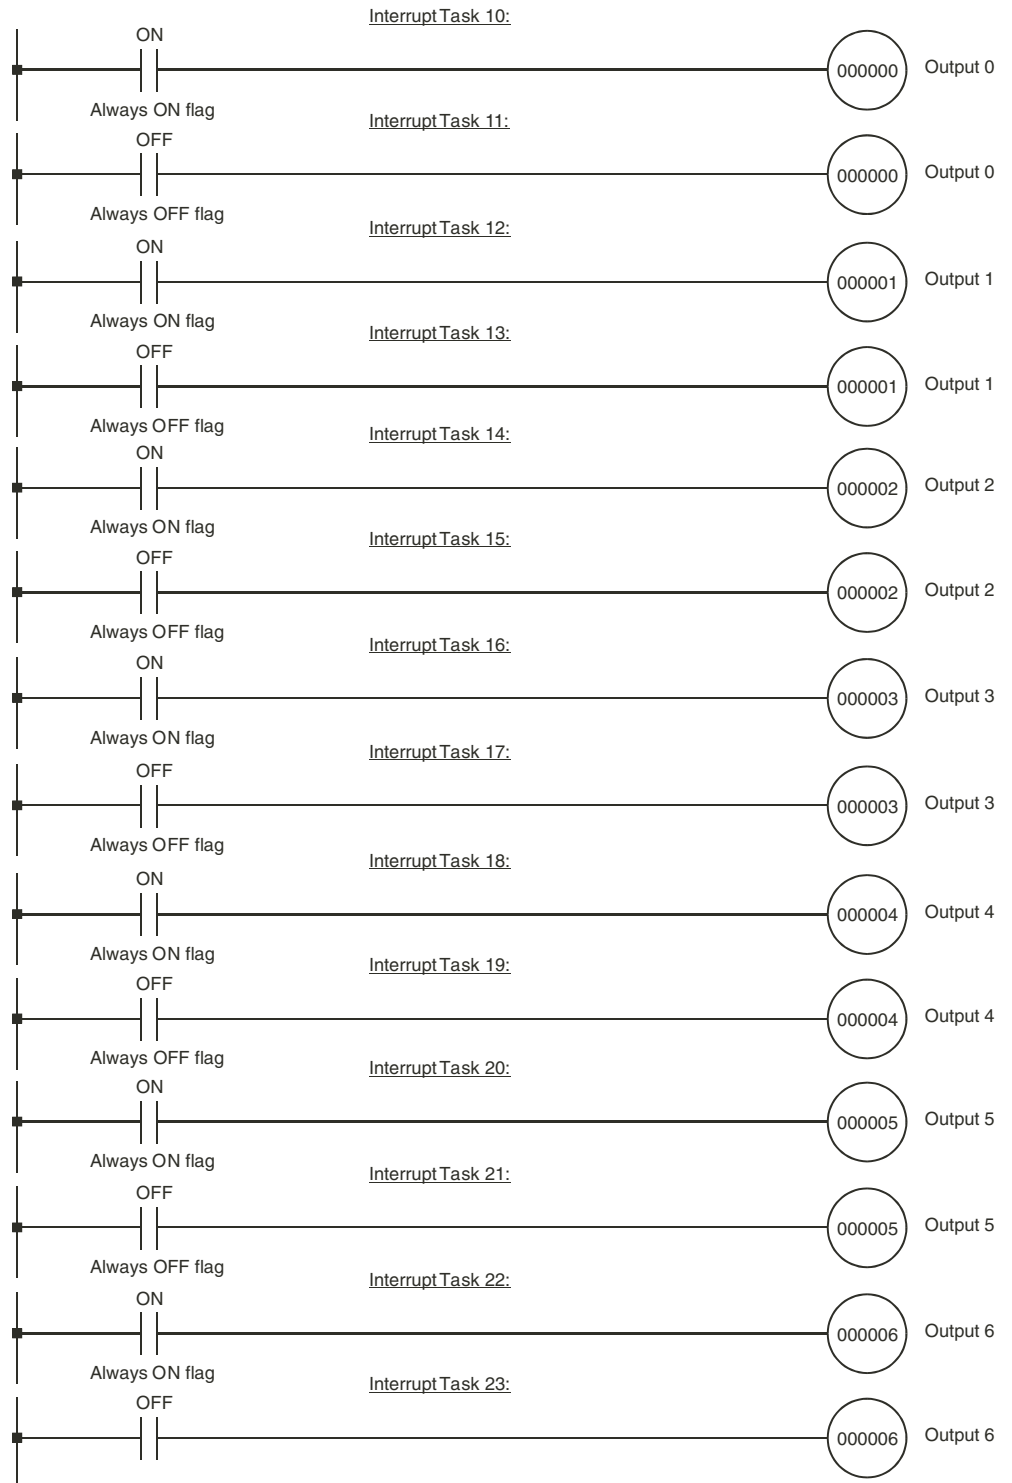 Interrupt Task 10:
ON
000000 Output 0
Always ON flag
Interrupt Task 11:
OFF
000000 Output 0
Always OFF flag
Interrupt Task 12:
ON
000001 Output 1
Always ON flag
Interrupt Task 13:
OFF
000001 Output 1
Always OFF flag
Interrupt Task 14:
ON
000002 Output 2
Always ON flag
Interrupt Task 15:
OFF
000002 Output 2
Always OFF flag
Interrupt Task 16:
ON
000003 Output 3
Always ON flag
Interrupt Task 17:
OFF
000003 Output 3
Always OFF flag
Interrupt Task 18:
ON
000004 Output 4
Always ON flag
Interrupt Task 19:
OFF
000004 Output 4
Always OFF flag
Interrupt Task 20:
ON
000005 Output 5
Always ON flag
Interrupt Task 21:
OFF
000005 Output 5
Always OFF flag
Interrupt Task 22:
ON
000006 Output 6
Always ON flag
Interrupt Task 23:
OFF
000006 Output 6